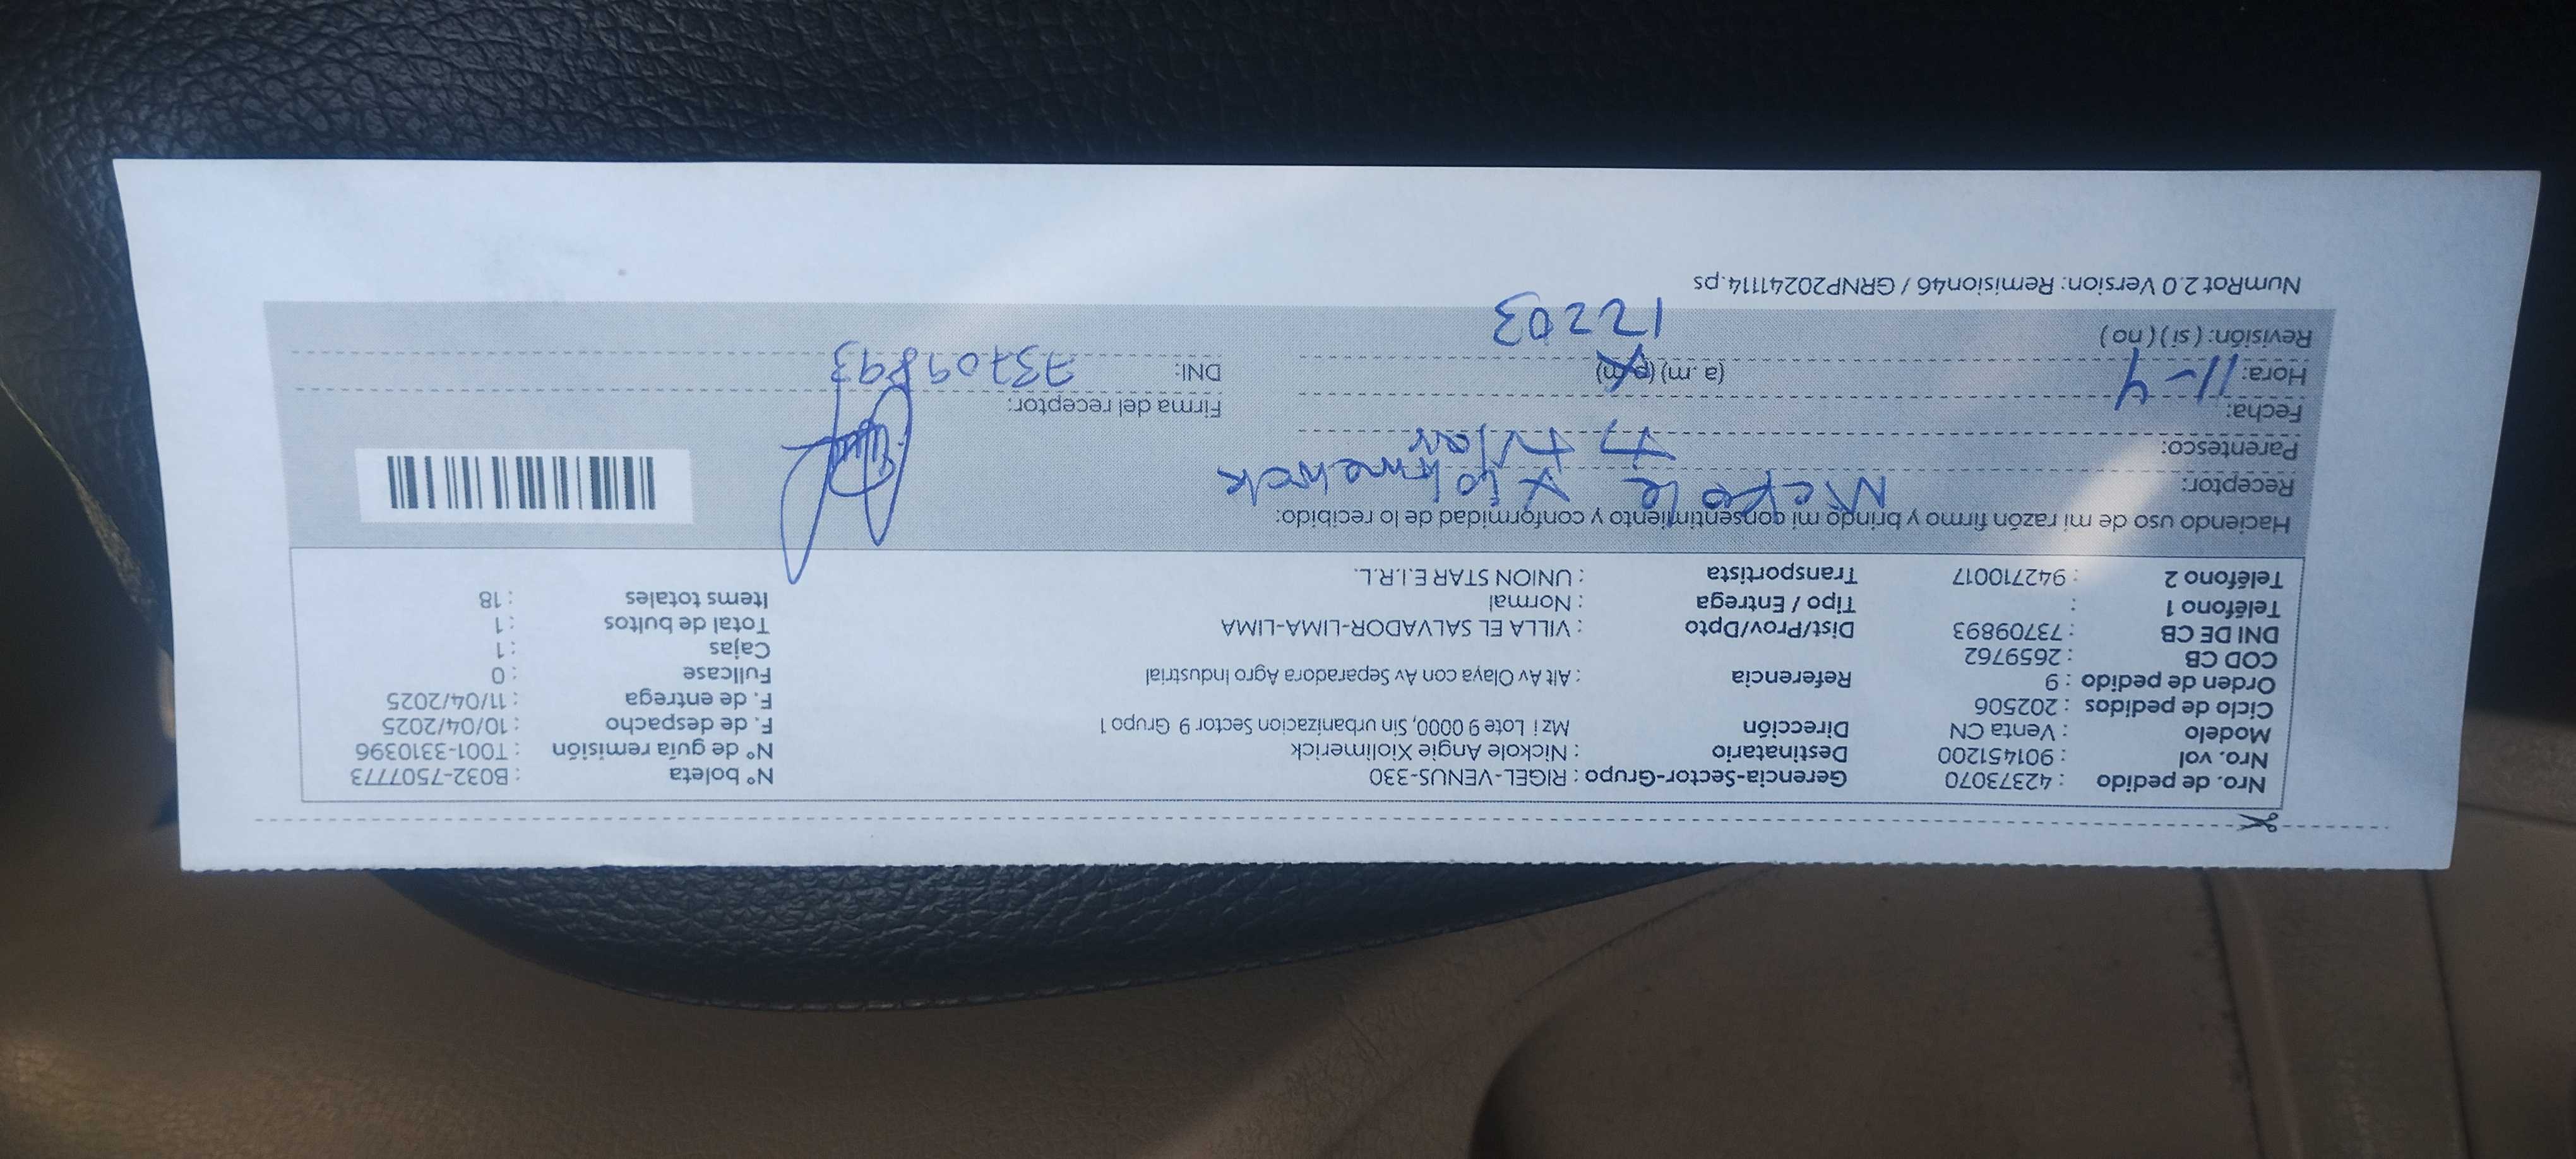 Nro. de pedido : 42373070 Gerencia-Sector-Grupo : RIGEL-VENUS-330 N° boleta : B032-7507773
Nro. vol : 901451200 Destinatario : Nickole Angie Xiolimerick N° de guía remisión : T001-3310396
Modelo : Venta CN Dirección Mz i Lote 9 0000, Sin urbanizacion Sector 9 Grupo 1 F. de despacho : 10/04/2025
Ciclo de pedidos : 202506 F. de entrega : 11/04/2025
Orden de pedido : 9 Referencia : Alt Av Olaya con Av Separadora Agro Industrial Fullcase : 0
COD CB : 2659762 Cajas : 1
DNI DE CB : 73709893 Dist/Prov/Dpto : VILLA EL SALVADOR-LIMA-LIMA Total de bultos : 1
Teléfono 1 : Tipo / Entrega : Normal Items totales : 18
Teléfono 2 : 942710017 Transportista : UNION STAR E.I.R.L.
Haciendo uso de mi razón firmo y brindo mi consentimiento y conformidad de lo recibido:
Receptor: Nickole
Parentesco:
Fecha: Firma del receptor:
Hora: 11-4 (a .m) (p.m) DNI: 73709893
Revisión: ( si ) ( no ) 12203
NumRot 2.0 Version: Remision46 / GRNP20241114.ps